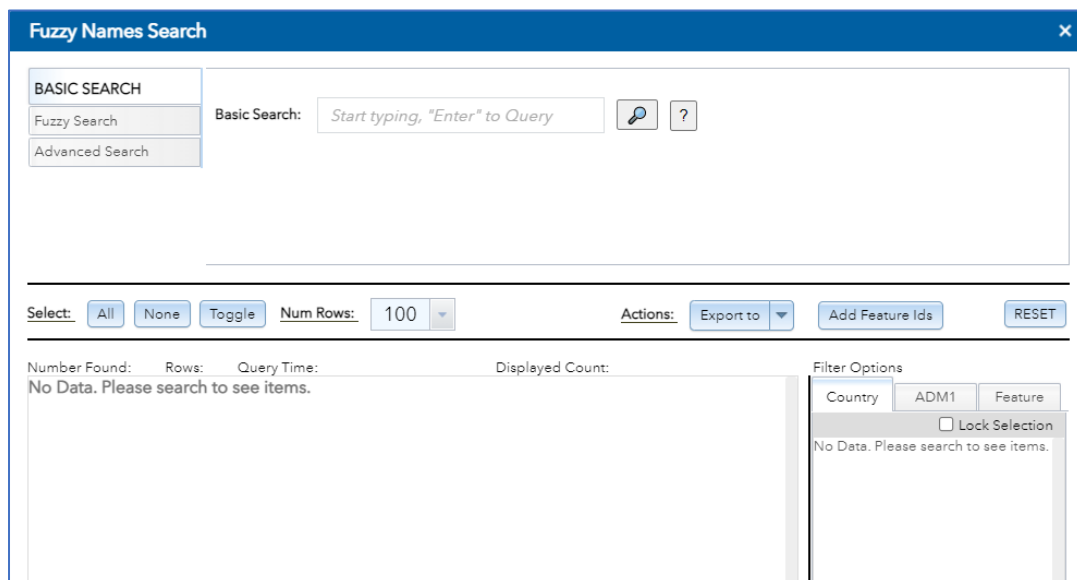 Fuzzy Names Search
BASIC SEARCH
Fuzzy Search
Advanced Search
Basic Search: Start typing, "Enter" to Query ?
Select: All None Toggle Num Rows: 100 Actions: Export to Add Feature Ids RESET
Number Found: Rows: Query Time: Displayed Count: Filter Options
No Data. Please search to see items.
Country ADM1 Feature
Lock Selection
No Data. Please search to see items.